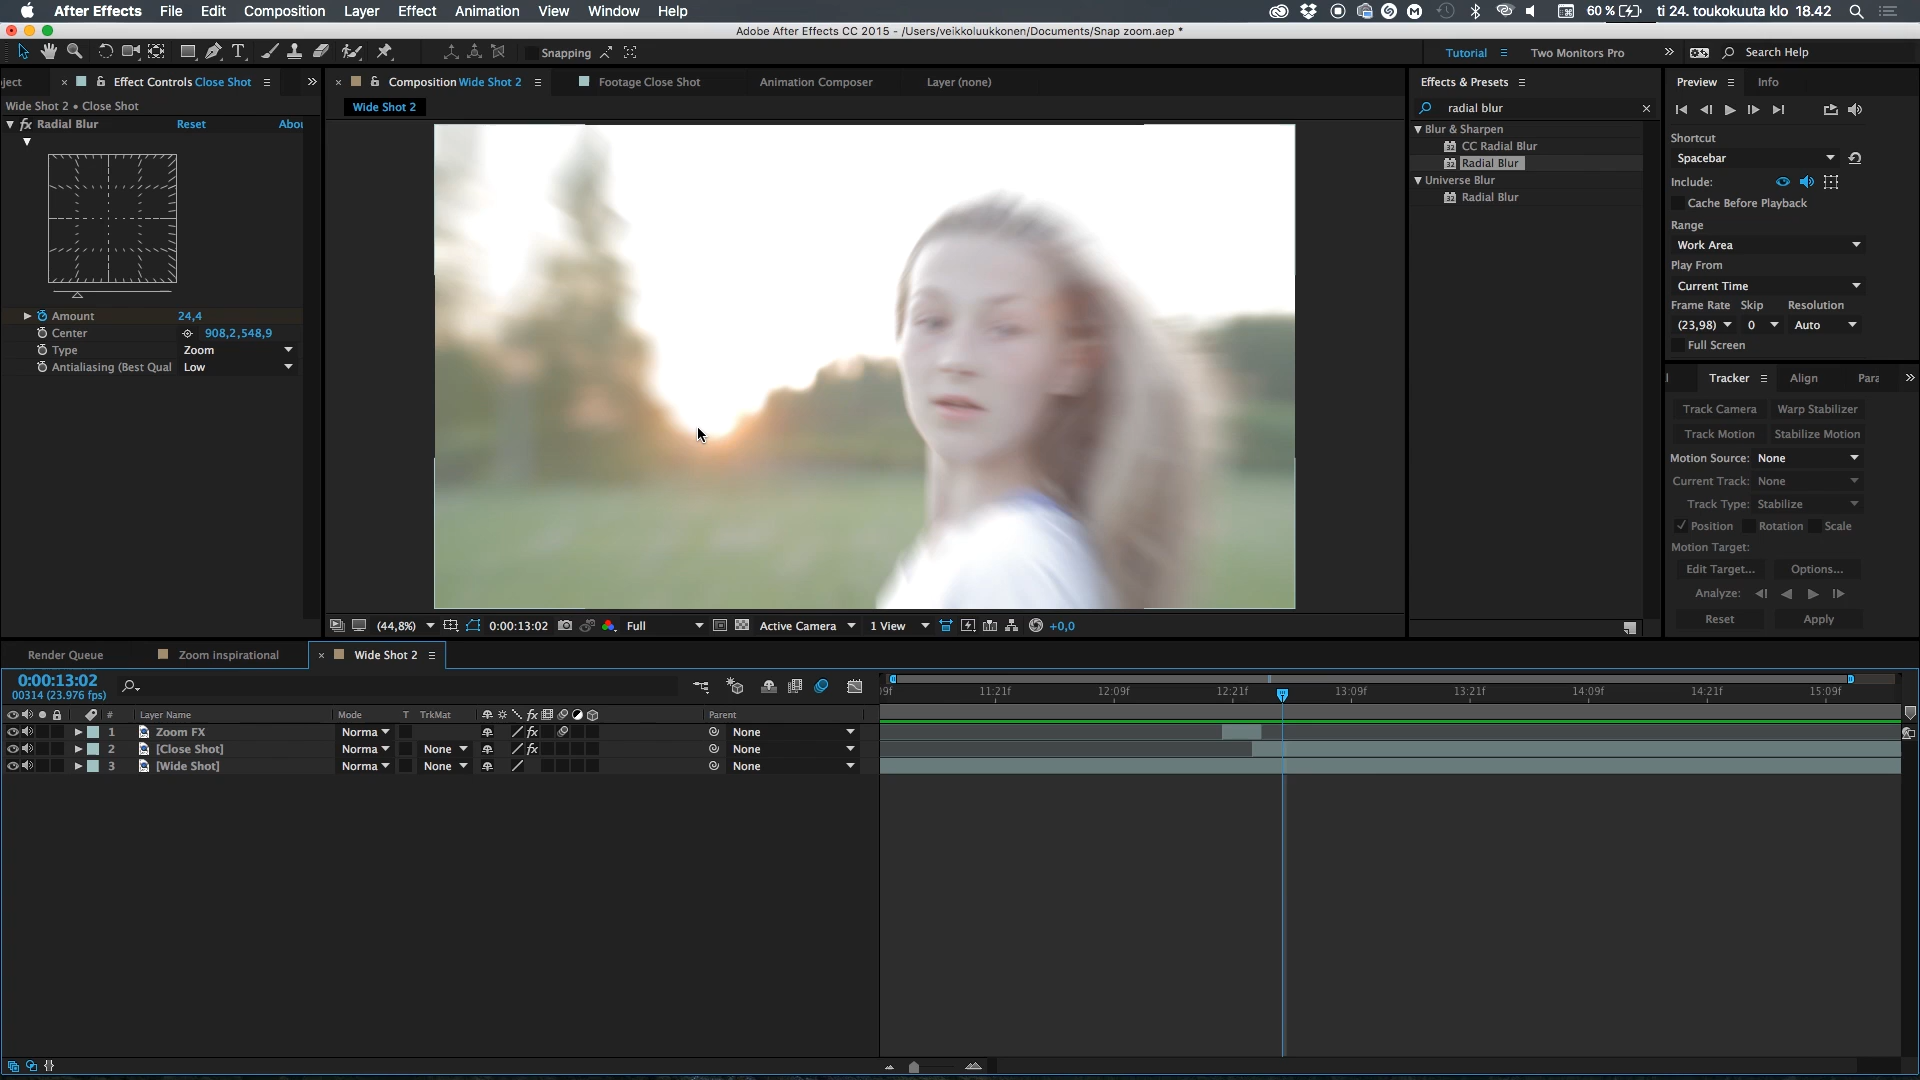 After Effects File Edit Composition Layer Effect Animation View Window Help 60 % ti 24. toukokuuta klo 18.42
Adobe After Effects CC 2015 - /Users/veikkoluukkonen/Documents/Snap zoom.aep *
Snapping Tutorial Two Monitors Pro » Search Help
ject × Effect Controls Close Shot » × Composition Wide Shot 2 Footage Close Shot Animation Composer Layer (none) Effects & Presets Preview Info
Wide Shot 2 • Close Shot
Wide Shot 2
radial blur ×
fx Radial Blur Reset Abou
Blur & Sharpen
CC Radial Blur
Radial Blur
Universe Blur
Radial Blur
Shortcut
Spacebar
Include:
Cache Before Playback
Range
Work Area
Play From
Current Time
Frame Rate Skip Resolution
(23,98) 0 Auto
Full Screen
Amount 24,4
Center 908,2,548,9
Type Zoom
Antialiasing (Best Qual Low
Tracker Align Para »
Track Camera Warp Stabilizer
Track Motion Stabilize Motion
Motion Source: None
Current Track: None
Track Type: Stabilize
Position Rotation Scale
Motion Target:
Edit Target... Options...
Analyze:
Reset Apply
(44,8%) 0:00:13:02 Full Active Camera 1 View +0,0
Render Queue Zoom inspirational × Wide Shot 2
0:00:13:02
00314 (23.976 fps)
09f 11:21f 12:09f 12:21f 13:09f 13:21f 14:09f 14:21f 15:09f
# Layer Name Mode T TrkMat fx Parent
1 Zoom FX Norma fx None
2 [Close Shot] Norma None fx None
3 [Wide Shot] Norma None None